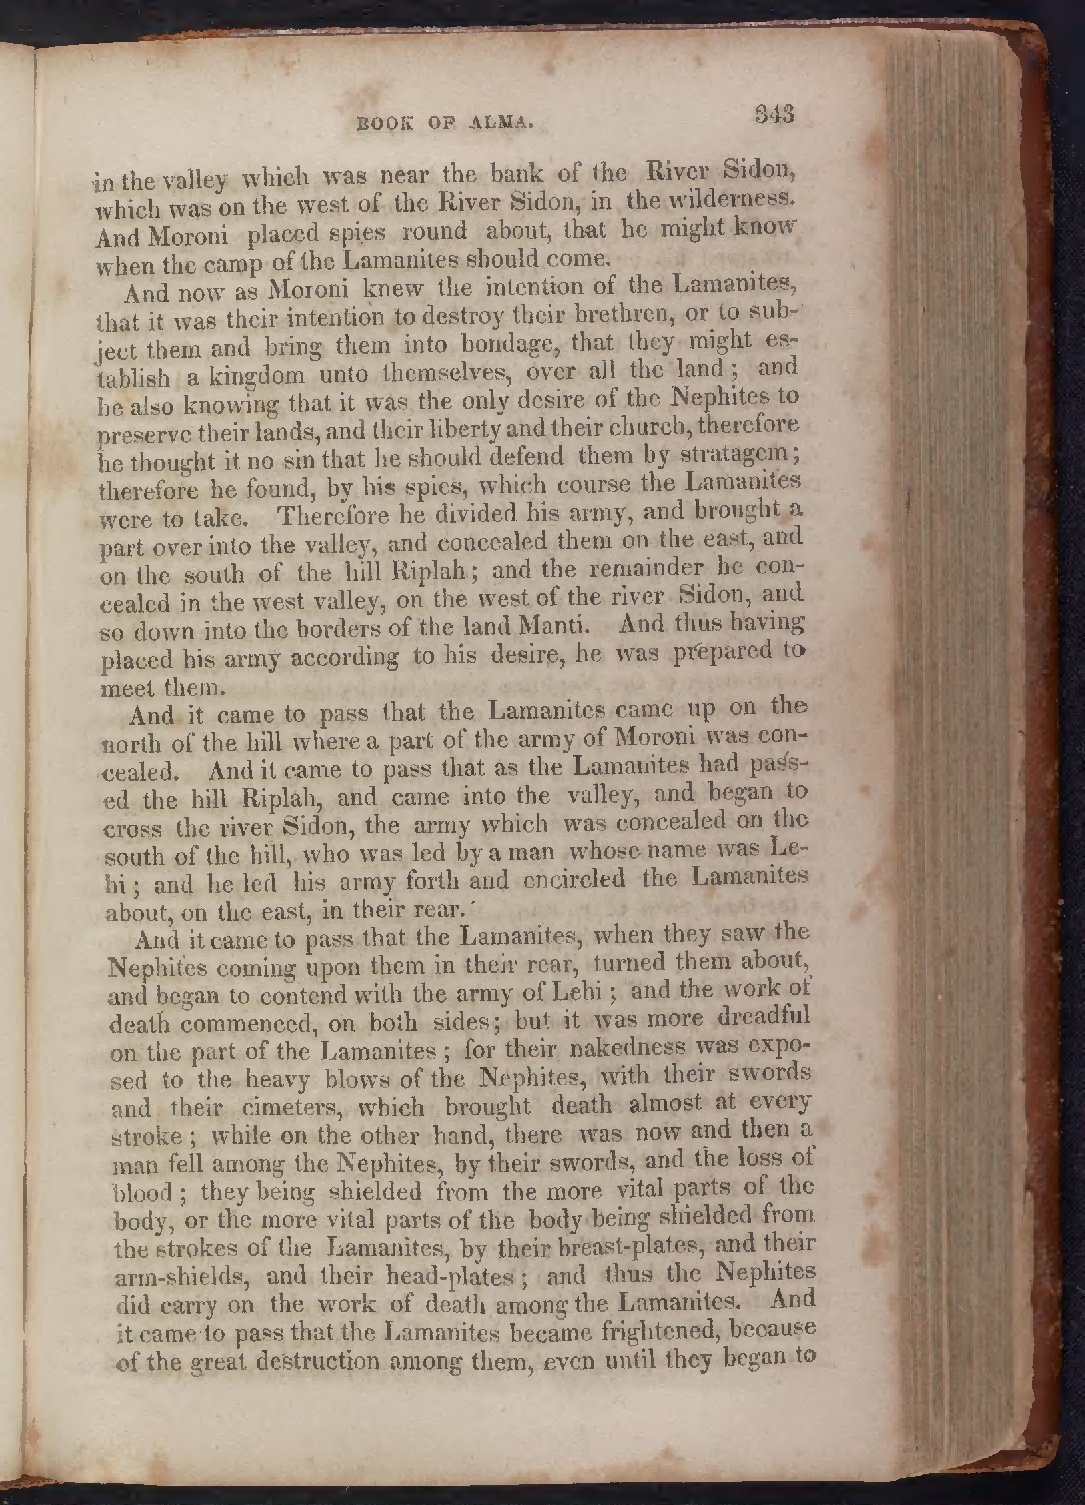 BOOK OF ALMA. 343
in the valley which was near the bank of the River Sidon,
which was on the west of the River Sidon, in the wilderness.
And Moroni placed spies round about, that he might know
when the camp of the Lamanites should come.
And now as Moroni knew the intention of the Lamanites,
that it was their intention to destroy their brethren, or to sub-
ject them and bring them into bondage, that they might es-
tablish a kingdom unto themselves, over all the land; and
he also knowing that it was the only desire of the Nephites to
preserve their lands, and their liberty and their church, therefore
he thought it no sin that he should defend them by stratagem;
therefore he found, by his spies, which course the Lamanites
were to take. Therefore he divided his army, and brought a
part over into the valley, and concealed them on the east, and
on the south of the hill Riplah; and the remainder he con-
cealed in the west valley, on the west of the river Sidon, and
so down into the borders of the land Manti. And thus having
placed his army according to his desire, he was prepared to
meet them.
And it came to pass that the Lamanites came up on the
north of the hill where a part of the army of Moroni was con-
cealed. And it came to pass that as the Lamanites had pass-
ed the hill Riplah, and came into the valley, and began to
cross the river Sidon, the army which was concealed on the
south of the hill, who was led by a man whose name was Le-
hi; and he led his army forth and encircled the Lamanites
about, on the east, in their rear.
And it came to pass that the Lamanites, when they saw the
Nephites coming upon them in their rear, turned them about,
and began to contend with the army of Lehi; and the work of
death commenced, on both sides; but it was more dreadful
on the part of the Lamanites; for their nakedness was expo-
sed to the heavy blows of the Nephites, with their swords
and their cimeters, which brought death almost at every
stroke; while on the other hand, there was now and then a
man fell among the Nephites, by their swords, and the loss of
blood; they being shielded from the more vital parts of the
body, or the more vital parts of the body being shielded from
the strokes of the Lamanites, by their breast-plates, and their
arm-shields, and their head-plates; and thus the Nephites
did carry on the work of death among the Lamanites. And
it came to pass that the Lamanites became frightened, because
of the great destruction among them, even until they began to